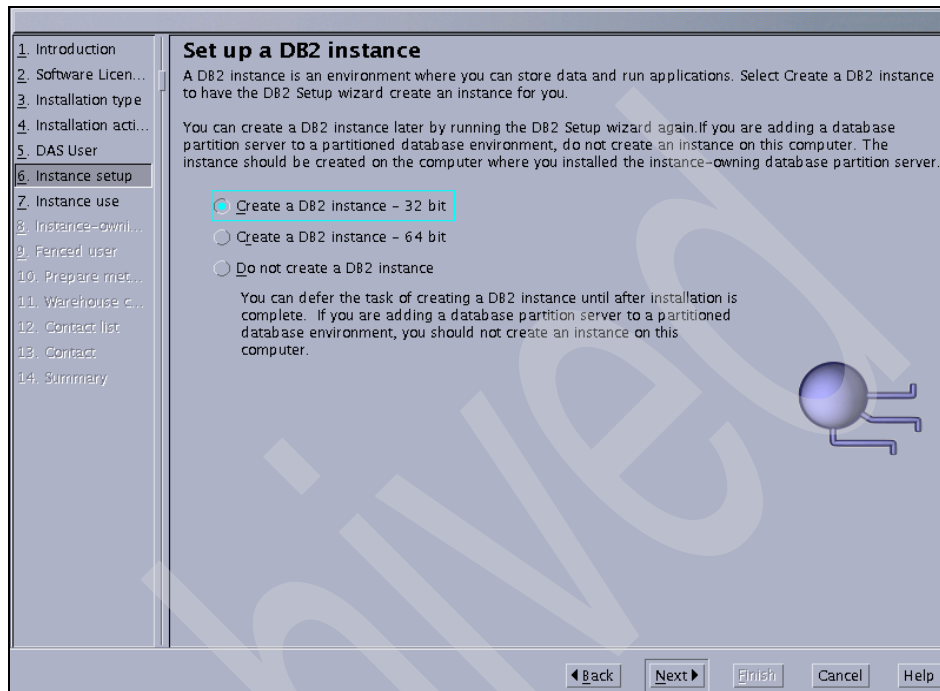 1. Introduction
2. Software Licen...
3. Installation type
4. Installation acti...
5. DAS User
6. Instance setup
7. Instance use
8. Instance-owni...
9. Fenced user
10. Prepare met...
11. Warehouse c...
12. Contact list
13. Contact
14. Summary
Set up a DB2 instance
A DB2 instance is an environment where you can store data and run applications. Select Create a DB2 instance
to have the DB2 Setup wizard create an instance for you.
You can create a DB2 instance later by running the DB2 Setup wizard again.If you are adding a database
partition server to a partitioned database environment, do not create an instance on this computer. The
instance should be created on the computer where you installed the instance-owning database partition server.
Create a DB2 instance - 32 bit
Create a DB2 instance - 64 bit
Do not create a DB2 instance
You can defer the task of creating a DB2 instance until after installation is
complete. If you are adding a database partition server to a partitioned
database environment, you should not create an instance on this
computer.
Back Next Finish Cancel Help
hived